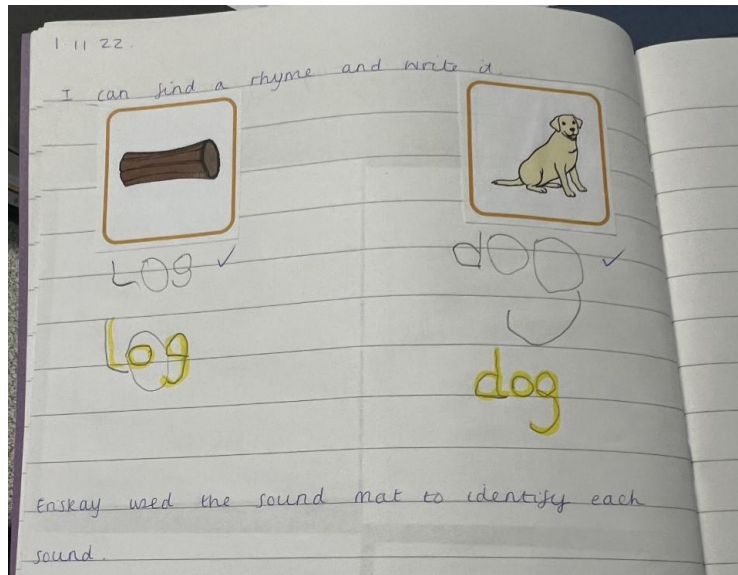 1.11 22.
I can find a rhyme and write it.
Log ✓ dog ✓
Log dog
Enskay used the sound mat to identify each
sound.